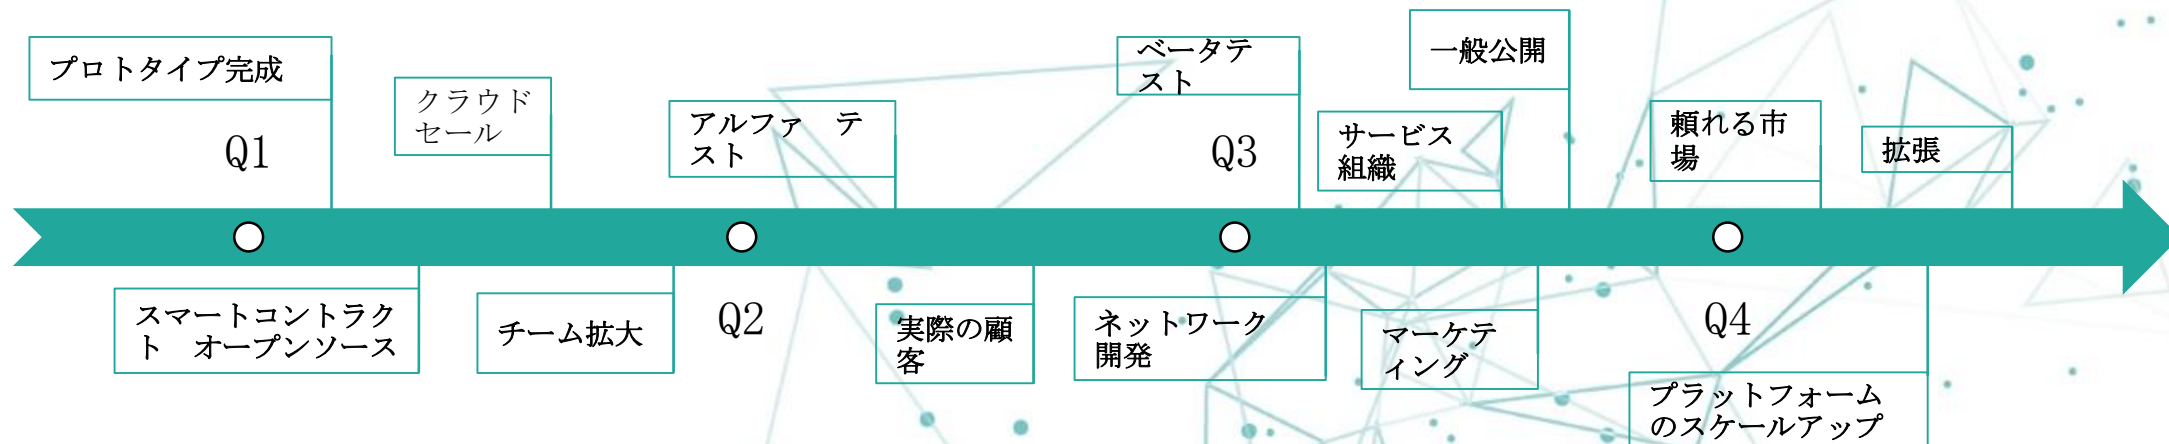 プロトタイプ完成
Q1
クラウド
セール
アルファ　テ
スト
ベータテ
スト
Q3
サービス
組織
一般公開
頼れる市
場
拡張
スマートコントラク
ト　オープンソース
チーム拡大
Q2
実際の顧
客
ネットワーク
開発
マーケテ
ィング
Q4
プラットフォーム
のスケールアップ